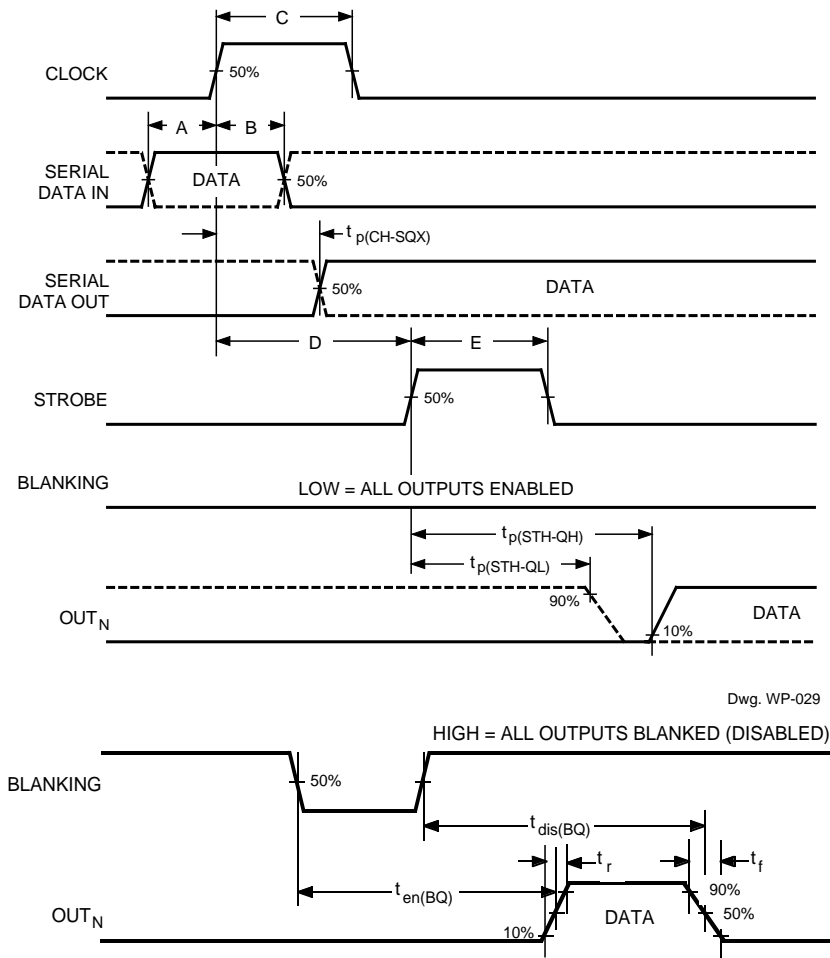 C
CLOCK
50%
A
B
SERIAL
DATA IN
DATA
50%
t p(CH-SQX)
SERIAL
DATA OUT
50%
DATA
D
E
STROBE
50%
BLANKING
LOW = ALL OUTPUTS ENABLED
t p(STH-QH)
t p(STH-QL)
90%
OUT N
10%
DATA
Dwg. WP-029
HIGH = ALL OUTPUTS BLANKED (DISABLED)
BLANKING
50%
t dis(BQ)
t en(BQ)
t r
t f
OUT N
10%
DATA
90%
50%